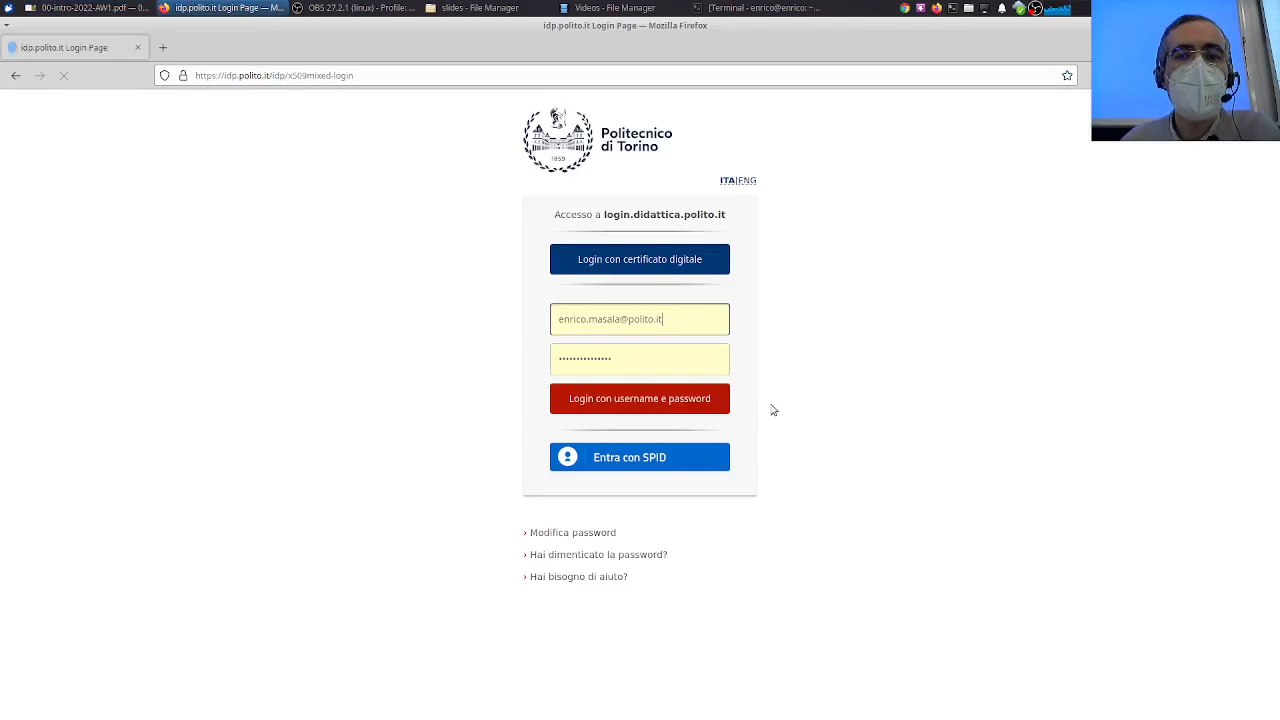 00-intro-2022-AW1.pdf — 0...
idp.polito.it Login Page — M...
OBS 27.2.1 (linux) - Profile: ...
slides - File Manager
Videos - File Manager
[Terminal - enrico@enrico: ~...
idp.polito.it Login Page — Mozilla Firefox
idp.polito.it Login Page
https://idp.polito.it/idp/x509mixed-login
1859
Politecnico
di Torino
ITA|ENG
Accesso a login.didattica.polito.it
Login con certificato digitale
enrico.masala@polito.it
•••••••••••••••
Login con username e password
Entra con SPID
› Modifica password
› Hai dimenticato la password?
› Hai bisogno di aiuto?